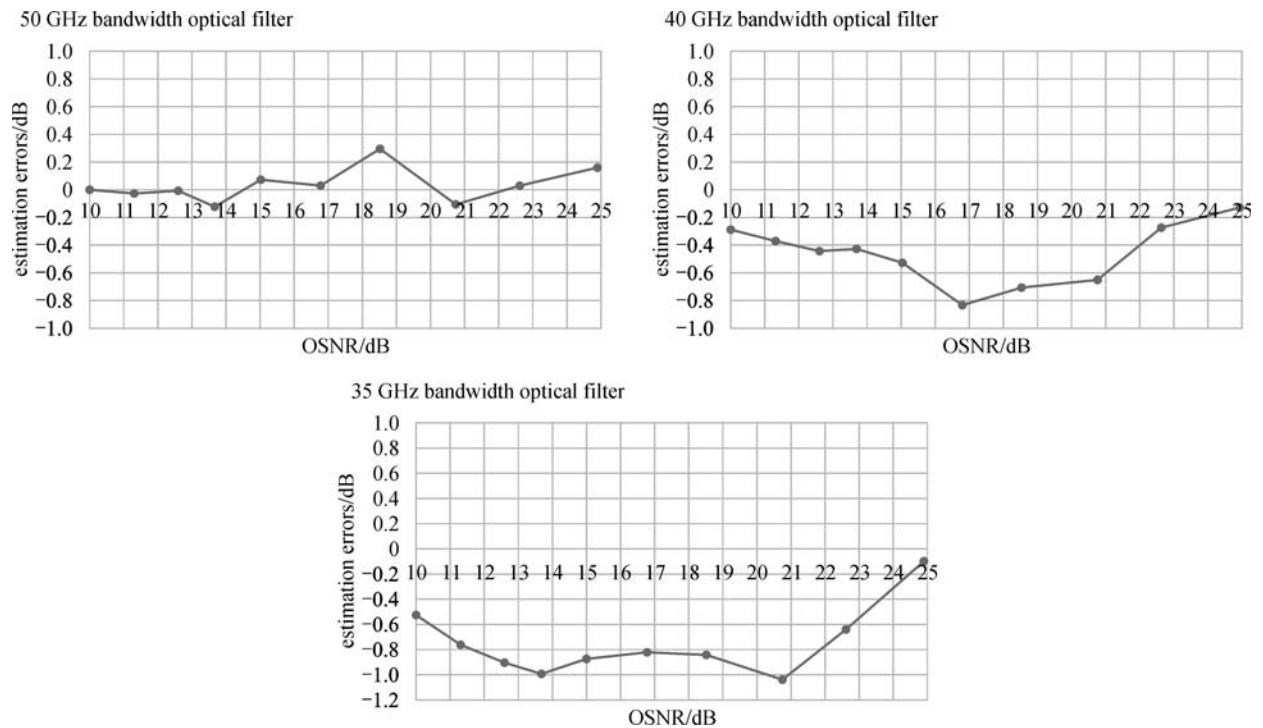 50 GHz bandwidth optical filter
1.0
0.8
0.6
0.4
0.2
0
−0.2
−0.4
−0.6
−0.8
−1.0
estimation errors/dB
10 11 12 13 14 15 16 17 18 19 20 21 22 23 24 25
OSNR/dB
40 GHz bandwidth optical filter
1.0
0.8
0.6
0.4
0.2
0
−0.2
−0.4
−0.6
−0.8
−1.0
estimation errors/dB
10 11 12 13 14 15 16 17 18 19 20 21 22 23 24 25
OSNR/dB
35 GHz bandwidth optical filter
1.0
0.8
0.6
0.4
0.2
0
−0.2
−0.4
−0.6
−0.8
−1.0
−1.2
estimation errors/dB
10 11 12 13 14 15 16 17 18 19 20 21 22 23 24 25
OSNR/dB